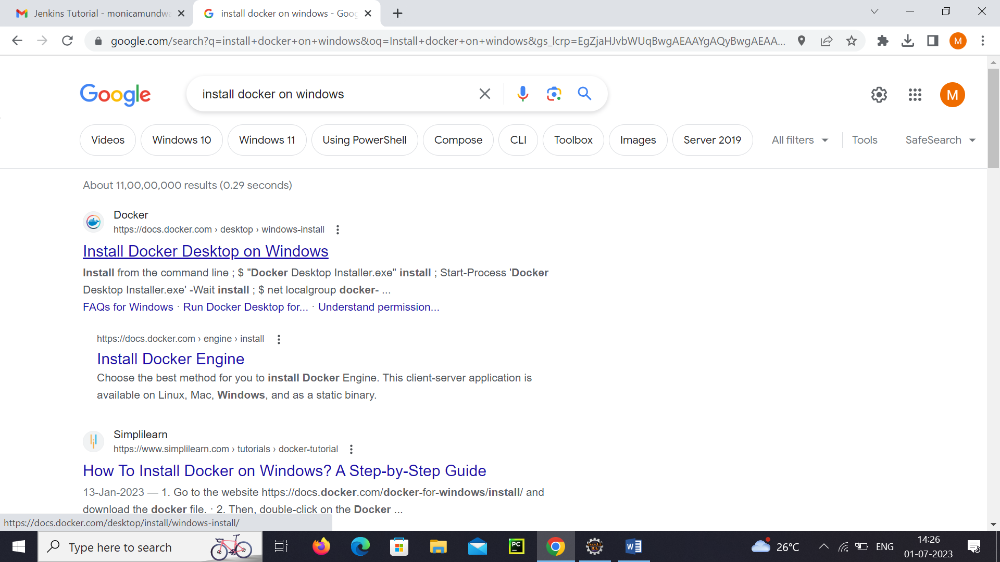 Jenkins Tutorial - monicamundwa
install docker on windows - Goog
google.com/search?q=install+docker+on+windows&oq=Install+docker+on+windows&gs_lcrp=EgZjaHJvbWUqBwgAEAAYgAQyBwgAEAA...
M
Google
install docker on windows
M
Videos
Windows 10
Windows 11
Using PowerShell
Compose
CLI
Toolbox
Images
Server 2019
All filters
Tools
SafeSearch
About 11,00,00,000 results (0.29 seconds)
Docker
https://docs.docker.com › desktop › windows-install
Install Docker Desktop on Windows
Install from the command line ; $ "Docker Desktop Installer.exe" install ; Start-Process 'Docker
Desktop Installer.exe' -Wait install ; $ net localgroup docker- ...
FAQs for Windows · Run Docker Desktop for... · Understand permission...
https://docs.docker.com › engine › install
Install Docker Engine
Choose the best method for you to install Docker Engine. This client-server application is
available on Linux, Mac, Windows, and as a static binary.
Simplilearn
https://www.simplilearn.com › tutorials › docker-tutorial
How To Install Docker on Windows? A Step-by-Step Guide
13-Jan-2023 — 1. Go to the website https://docs.docker.com/docker-for-windows/install/ and
download the docker file. · 2. Then, double-click on the Docker ...
https://docs.docker.com/desktop/install/windows-install/
Type here to search
PC
Java EE
IDE
W
26°C
ENG
14:26
01-07-2023